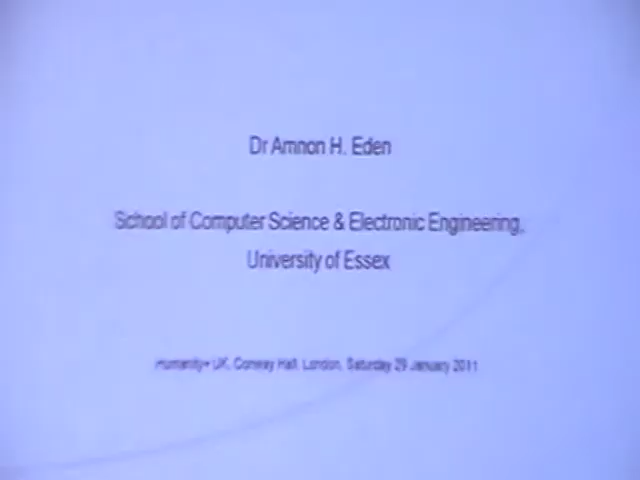 Dr Amnon H. Eden
School of Computer Science & Electronic Engineering,
University of Essex
Humanity+ UK, Conway Hall, London, Saturday 29 January 2011